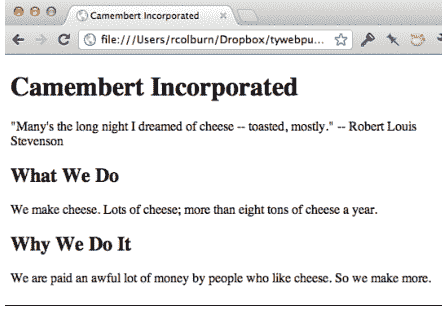 Camembert Incorporated
file:///Users/rcolburn/Dropbox/tywebpu...
Camembert Incorporated
"Many's the long night I dreamed of cheese -- toasted, mostly." -- Robert Louis
Stevenson
What We Do
We make cheese. Lots of cheese; more than eight tons of cheese a year.
Why We Do It
We are paid an awful lot of money by people who like cheese. So we make more.